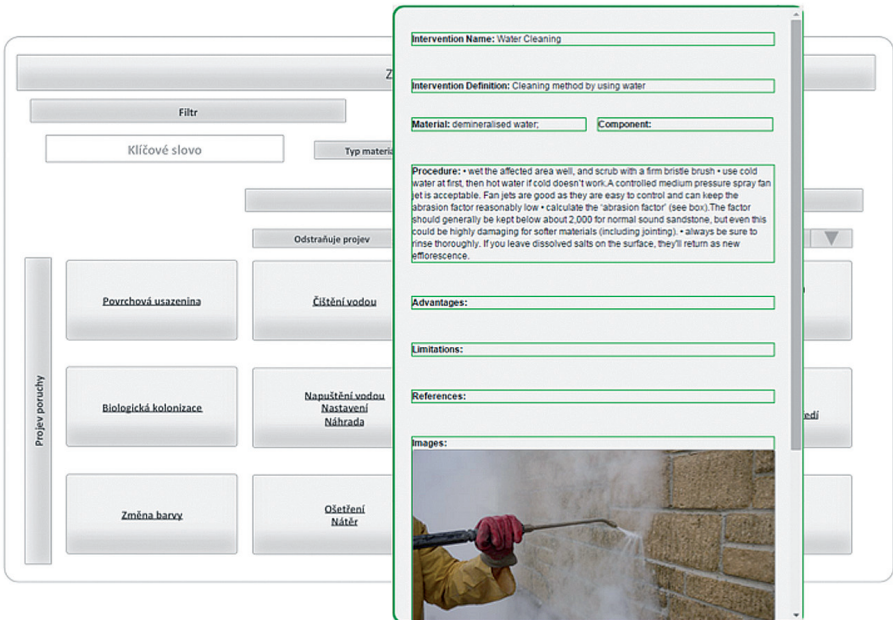 Z
Filtr
Klíčové slovo
Typ materiá
Odstraňuje projev
▼
Projev poruchy
Povrchová usazenina
Čištění vodou
Biologická kolonizace
Napuštění vodou
Nastavení
Náhrada
edí
Změna barvy
Ošetření
Nátěr
Intervention Name: Water Cleaning
Intervention Definition: Cleaning method by using water
Material: demineralised water;
Component:
Procedure: • wet the affected area well, and scrub with a firm bristle brush • use cold
water at first, then hot water if cold doesn't work.A controlled medium pressure spray fan
jet is acceptable. Fan jets are good as they are easy to control and can keep the
abrasion factor reasonably low • calculate the 'abrasion factor' (see box).The factor
should generally be kept below about 2,000 for normal sound sandstone, but even this
could be highly damaging for softer materials (including jointing). • always be sure to
rinse thoroughly. If you leave dissolved salts on the surface, they'll return as new
efflorescence.
Advantages:
Limitations:
References:
Images: